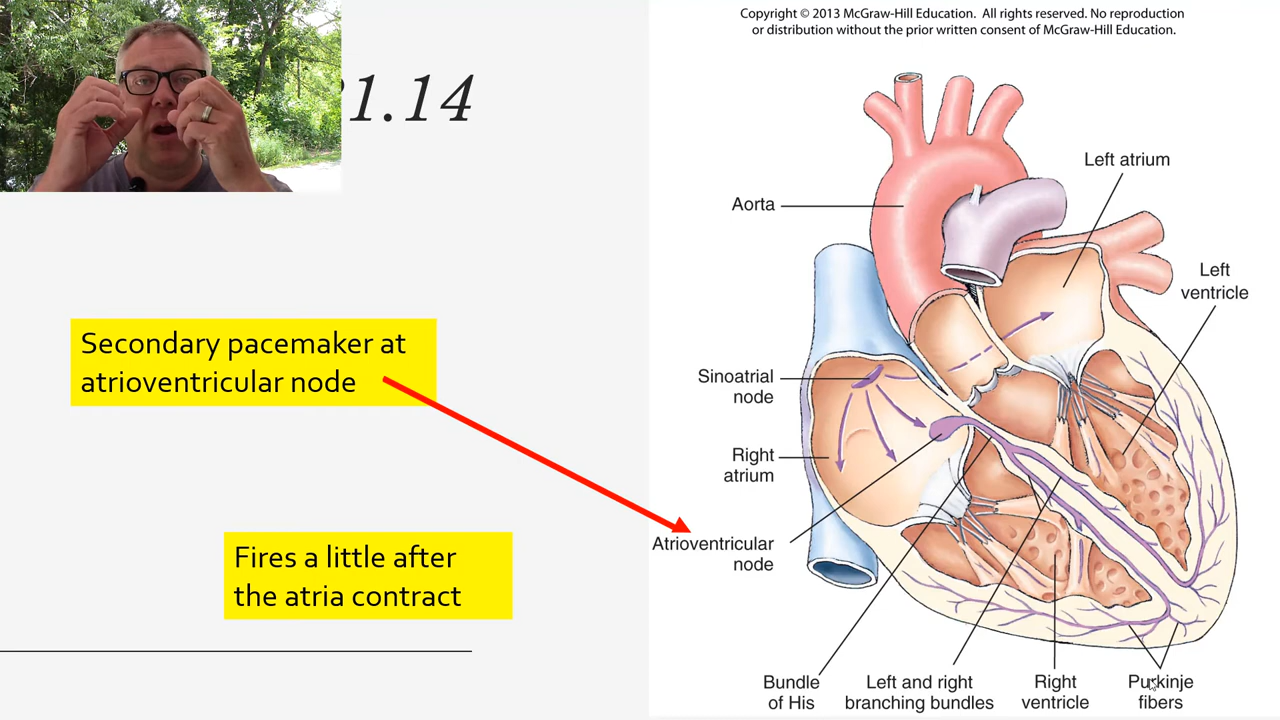 Copyright © 2013 McGraw-Hill Education. All rights reserved. No reproduction
or distribution without the prior written consent of McGraw-Hill Education.
1.14
Secondary pacemaker at
atrioventricular node
Fires a little after
the atria contract
Left atrium
Aorta
Left
ventricle
Sinoatrial
node
Right
atrium
Atrioventricular
node
Bundle
of His
Left and right
branching bundles
Right
ventricle
Purkinje
fibers